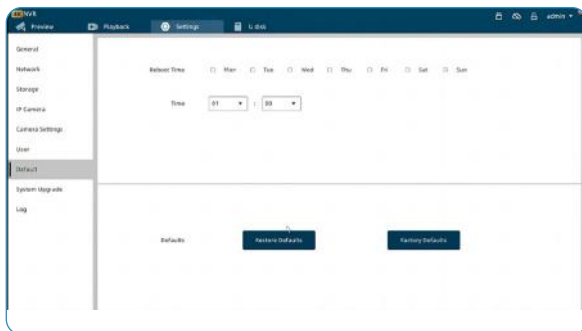 NVR
Preview Playback Settings U disk admin
General
Network
Storage
IP Camera
Camera Settings
User
Default
System Upgrade
Log
Reboot Time Mon Tue Wed Thu Fri Sat Sun
Time 01 : 00
Defaults Restore Defaults Factory Defaults